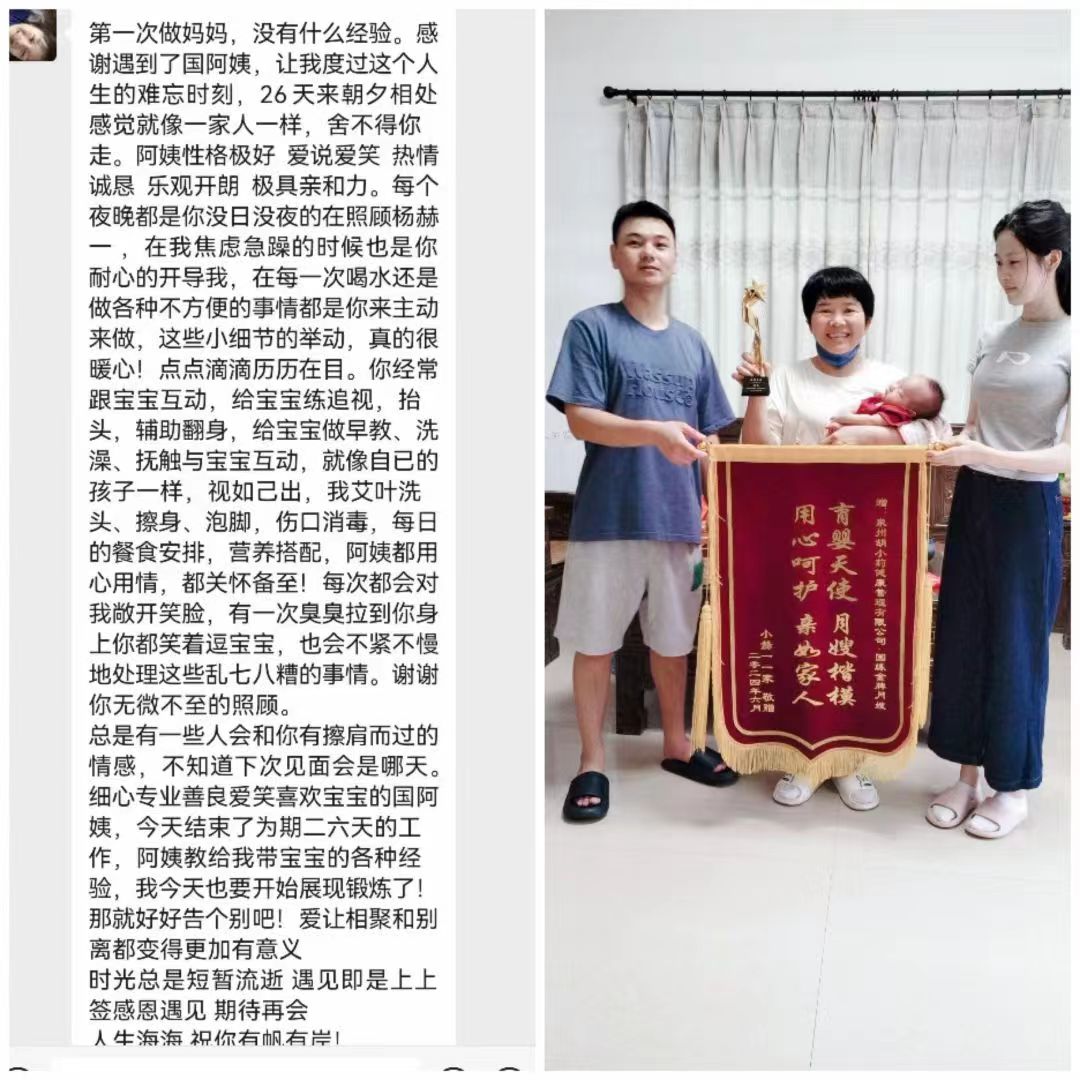 第一次做妈妈，没有什么经验。感
谢遇到了国阿姨，让我度过这个人
生的难忘时刻，26天来朝夕相处
感觉就像一家人一样，舍不得你
走。阿姨性格极好 爱说爱笑 热情
诚恳 乐观开朗 极具亲和力。每个
夜晚都是你没日没夜的在照顾杨赫
一 ，在我焦虑急躁的时候也是你
耐心的开导我，在每一次喝水还是
做各种不方便的事情都是你来主动
来做，这些小细节的举动，真的很
暖心！点点滴滴历历在目。你经常
跟宝宝互动，给宝宝练追视，抬
头，辅助翻身，给宝宝做早教、洗
澡、抚触与宝宝互动，就像自已的
孩子一样，视如己出，我艾叶洗
头、擦身、泡脚，伤口消毒，每日
的餐食安排，营养搭配，阿姨都用
心用情，都关怀备至！每次都会对
我敞开笑脸，有一次臭臭拉到你身
上你都笑着逗宝宝，也会不紧不慢
地处理这些乱七八糟的事情。谢谢
你无微不至的照顾。
总是有一些人会和你有擦肩而过的
情感，不知道下次见面会是哪天。
细心专业善良爱笑喜欢宝宝的国阿
姨，今天结束了为期二六天的工
作，阿姨教给我带宝宝的各种经
验，我今天也要开始展现锻炼了！
那就好好告个别吧！爱让相聚和别
离都变得更加有意义
时光总是短暂流逝 遇见即是上上
签感恩遇见 期待再会
人生海海 祝你有帆有岸！
Wassup
House
赠：泉州胡小莉健康管理有限公司·国练金牌月嫂
育婴天使 月嫂楷模
用心呵护 亲如家人
小赫一一家 敬赠
二零二四年六月